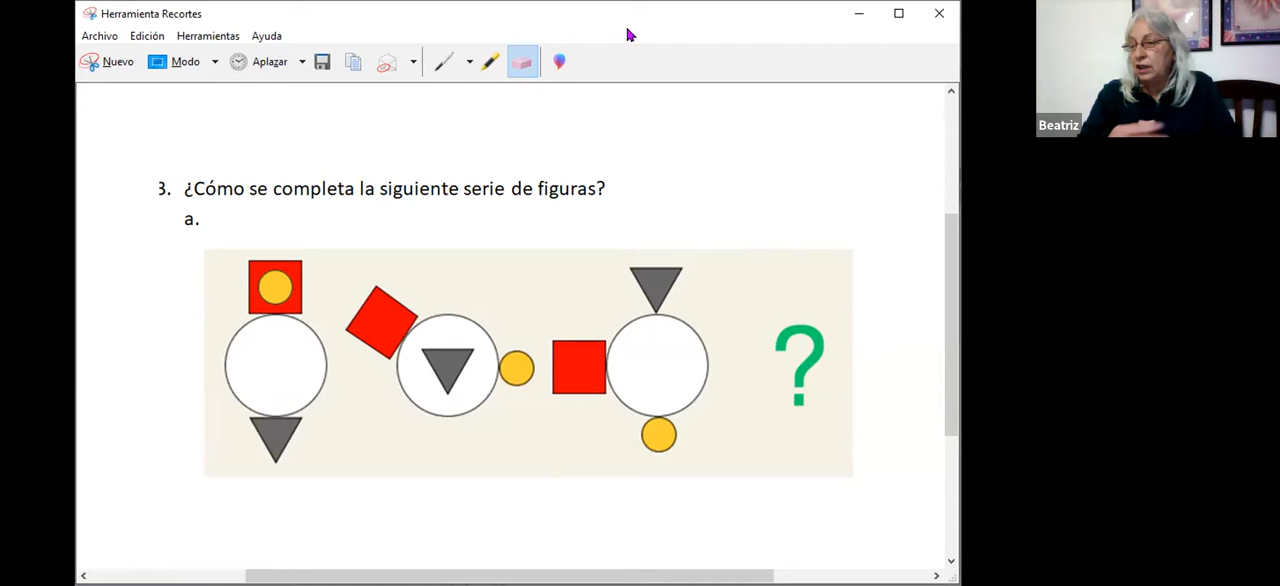 Herramienta Recortes
Archivo Edición Herramientas Ayuda
Nuevo Modo Aplazar
3. ¿Cómo se completa la siguiente serie de figuras?
a.
?
Beatriz